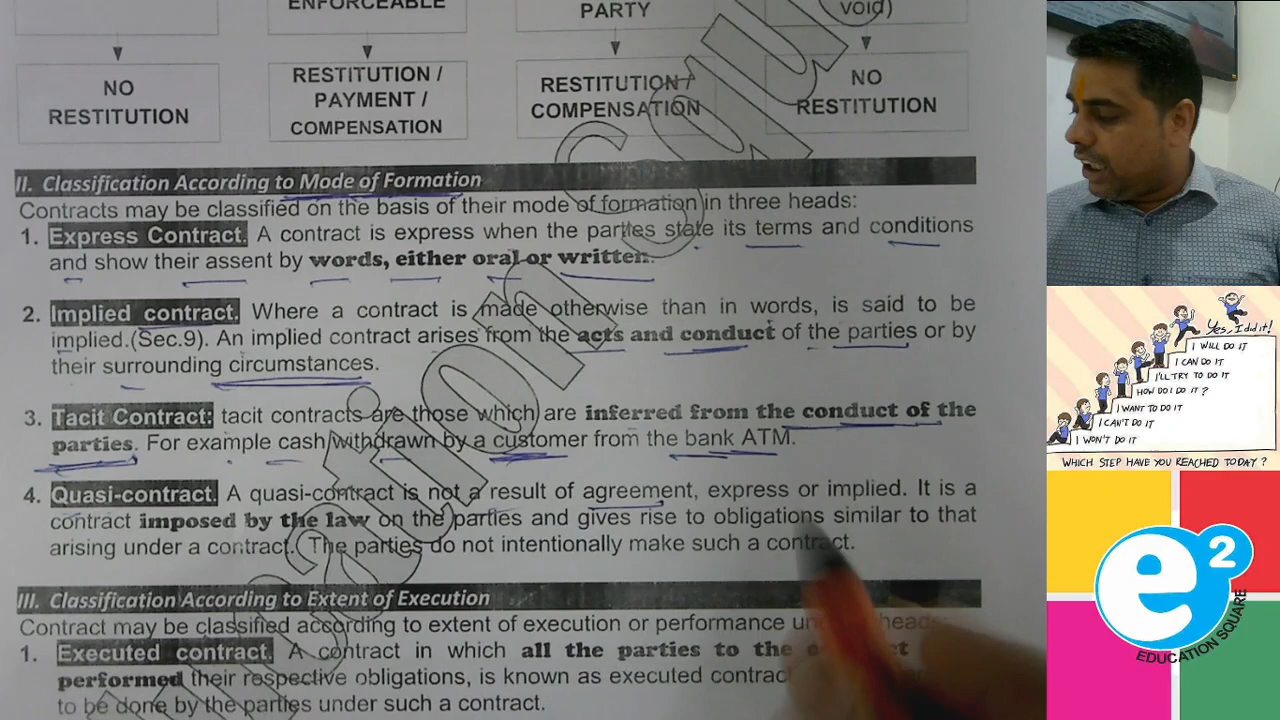 ENFORCEABLE
PARTY
void)
NO
RESTITUTION
RESTITUTION /
PAYMENT /
COMPENSATION
RESTITUTION /
COMPENSATION
NO
RESTITUTION
II. Classification According to Mode of Formation
Contracts may be classified on the basis of their mode of formation in three heads:
1. Express Contract. A contract is express when the parties state its terms and conditions
and show their assent by words, either oral or written.
2. Implied contract. Where a contract is made otherwise than in words, is said to be
implied.(Sec.9). An implied contract arises from the acts and conduct of the parties or by
their surrounding circumstances.
3. Tacit Contract: tacit contracts are those which are inferred from the conduct of the
parties. For example cash withdrawn by a customer from the bank ATM.
4. Quasi-contract. A quasi-contract is not a result of agreement, express or implied. It is a
contract imposed by the law on the parties and gives rise to obligations similar to that
arising under a contract. The parties do not intentionally make such a contract.
III. Classification According to Extent of Execution
Contract may be classified according to extent of execution or performance
1. Executed contract. A contract in which all the parties to the
performed their respective obligations, is known as executed
to be done by the parties under such a contract.
Yes, I did it!
I WILL DO IT
I CAN DO IT
I'LL TRY TO DO IT
HOW DO I DO IT?
I WANT TO DO IT
I CAN'T DO IT
I WON'T DO IT
WHICH STEP HAVE YOU REACHED TODAY?
e2
EDUCATION SQUARE